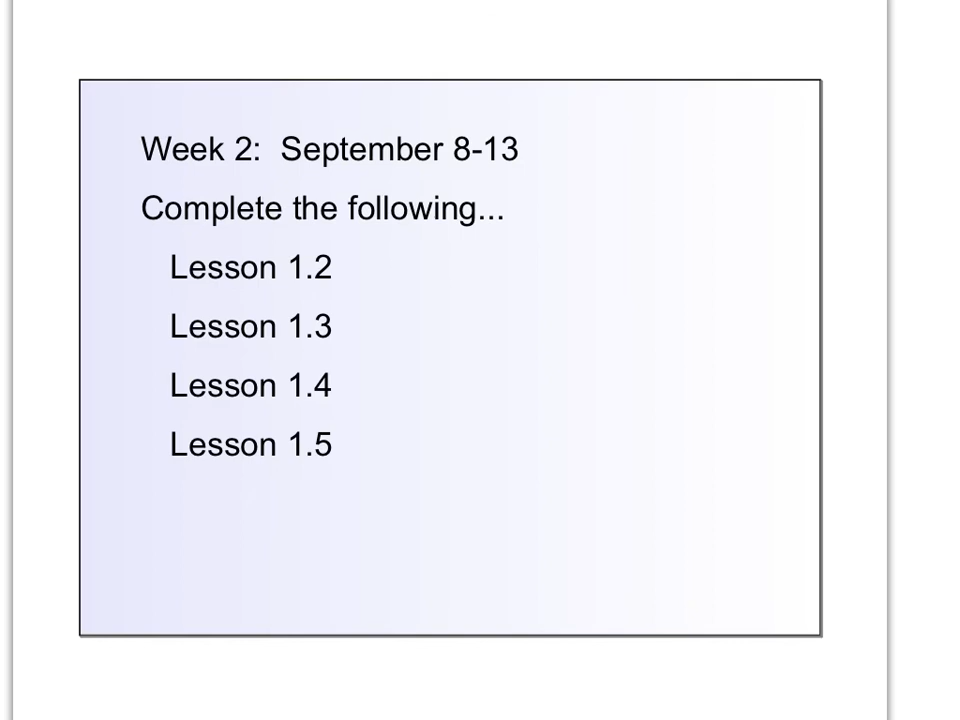 Week 2:  September 8-13
Complete the following...
Lesson 1.2
Lesson 1.3
Lesson 1.4
Lesson 1.5